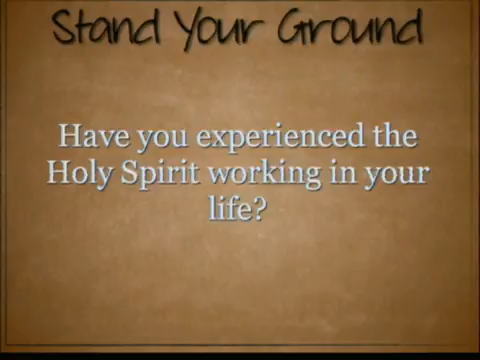 Stand Your Ground
Have you experienced the
Holy Spirit working in your
life?